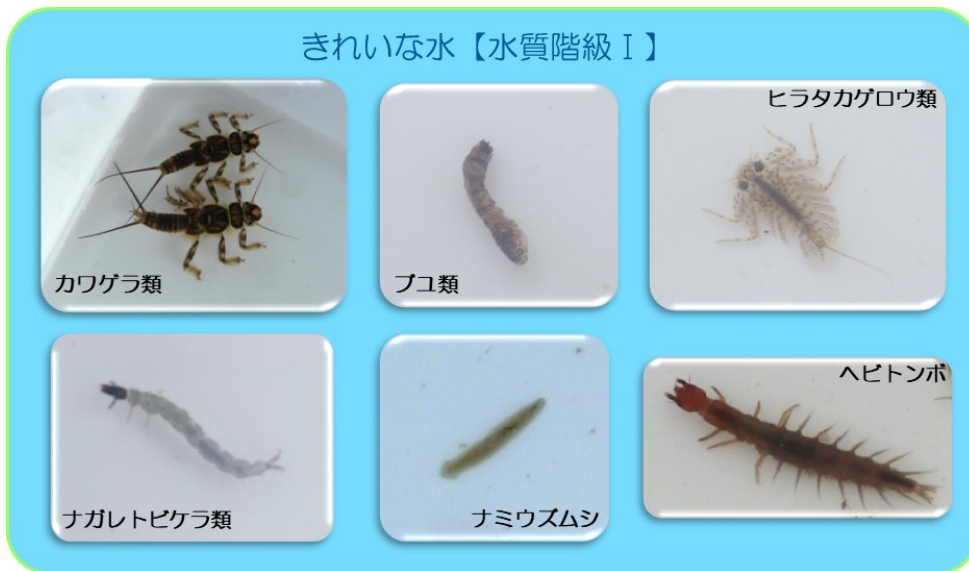 きれいな水【水質階級Ⅰ】
カワゲラ類
ブユ類
ヒラタカゲロウ類
ナガレトビケラ類
ナミウズムシ
ヘビトンボ